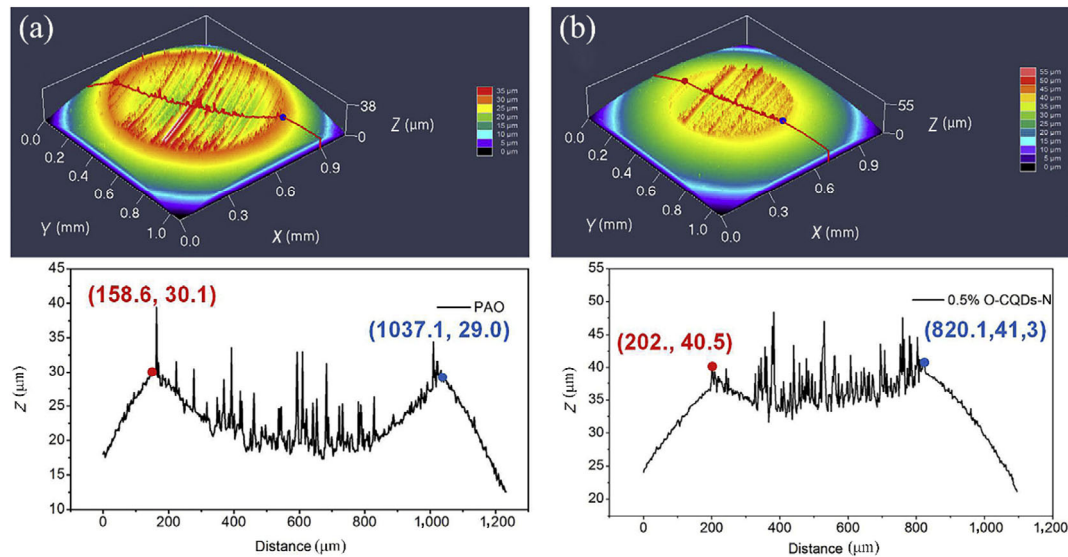 (a)
38
Z (μm)
0
35 μm
30 μm
25 μm
20 μm
15 μm
10 μm
5 μm
0 μm
0.0
0.2
0.4
0.6
0.8
1.0
Y (mm)
0.0
0.3
0.6
0.9
X (mm)
(b)
55
Z (μm)
0
55 μm
50 μm
45 μm
40 μm
35 μm
30 μm
25 μm
20 μm
15 μm
10 μm
5 μm
0 μm
0.0
0.2
0.4
0.6
0.8
1.0
Y (mm)
0.0
0.3
0.6
0.9
X (mm)
45
40
35
30
25
20
15
10
Z (μm)
(158.6, 30.1)
PAO
(1037.1, 29.0)
0
200
400
600
800
1,000
1,200
Distance (μm)
55
50
45
40
35
30
25
20
Z (μm)
0.5% O-CQDs-N
(202., 40.5)
(820.1,41,3)
0
200
400
600
800
1,000
1,200
Distance (μm)